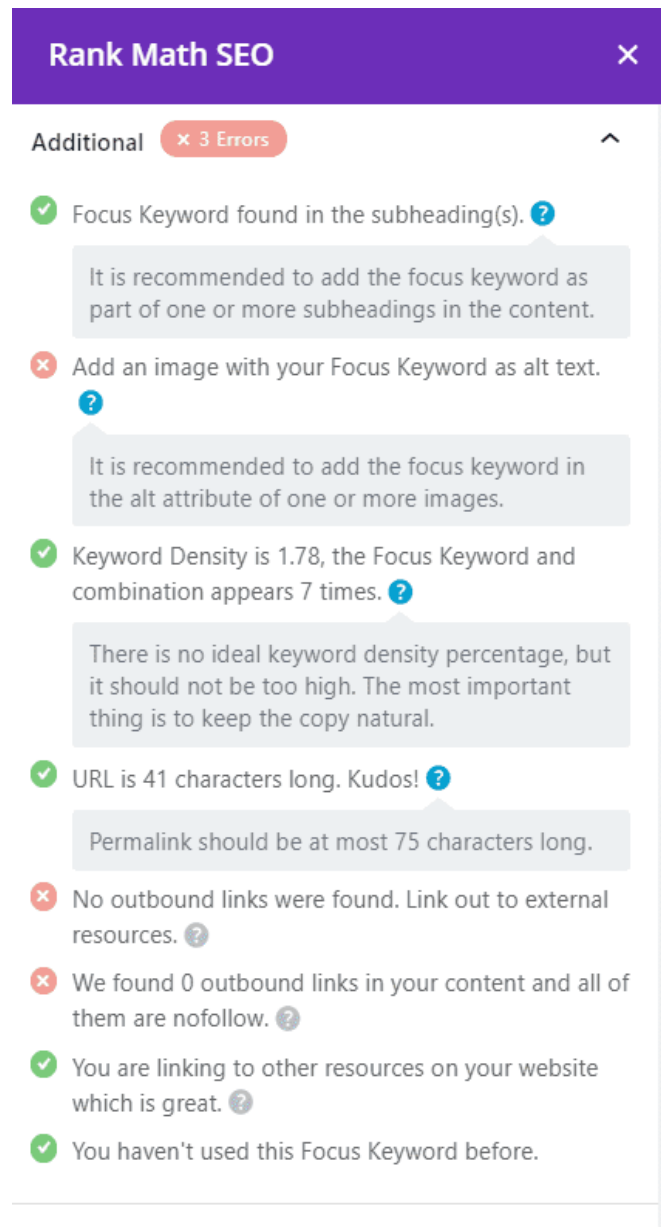 Rank Math SEO ×
Additional × 3 Errors
Focus Keyword found in the subheading(s). ?
It is recommended to add the focus keyword as
part of one or more subheadings in the content.
Add an image with your Focus Keyword as alt text.
?
It is recommended to add the focus keyword in
the alt attribute of one or more images.
Keyword Density is 1.78, the Focus Keyword and
combination appears 7 times. ?
There is no ideal keyword density percentage, but
it should not be too high. The most important
thing is to keep the copy natural.
URL is 41 characters long. Kudos! ?
Permalink should be at most 75 characters long.
No outbound links were found. Link out to external
resources. ?
We found 0 outbound links in your content and all of
them are nofollow. ?
You are linking to other resources on your website
which is great. ?
You haven't used this Focus Keyword before.